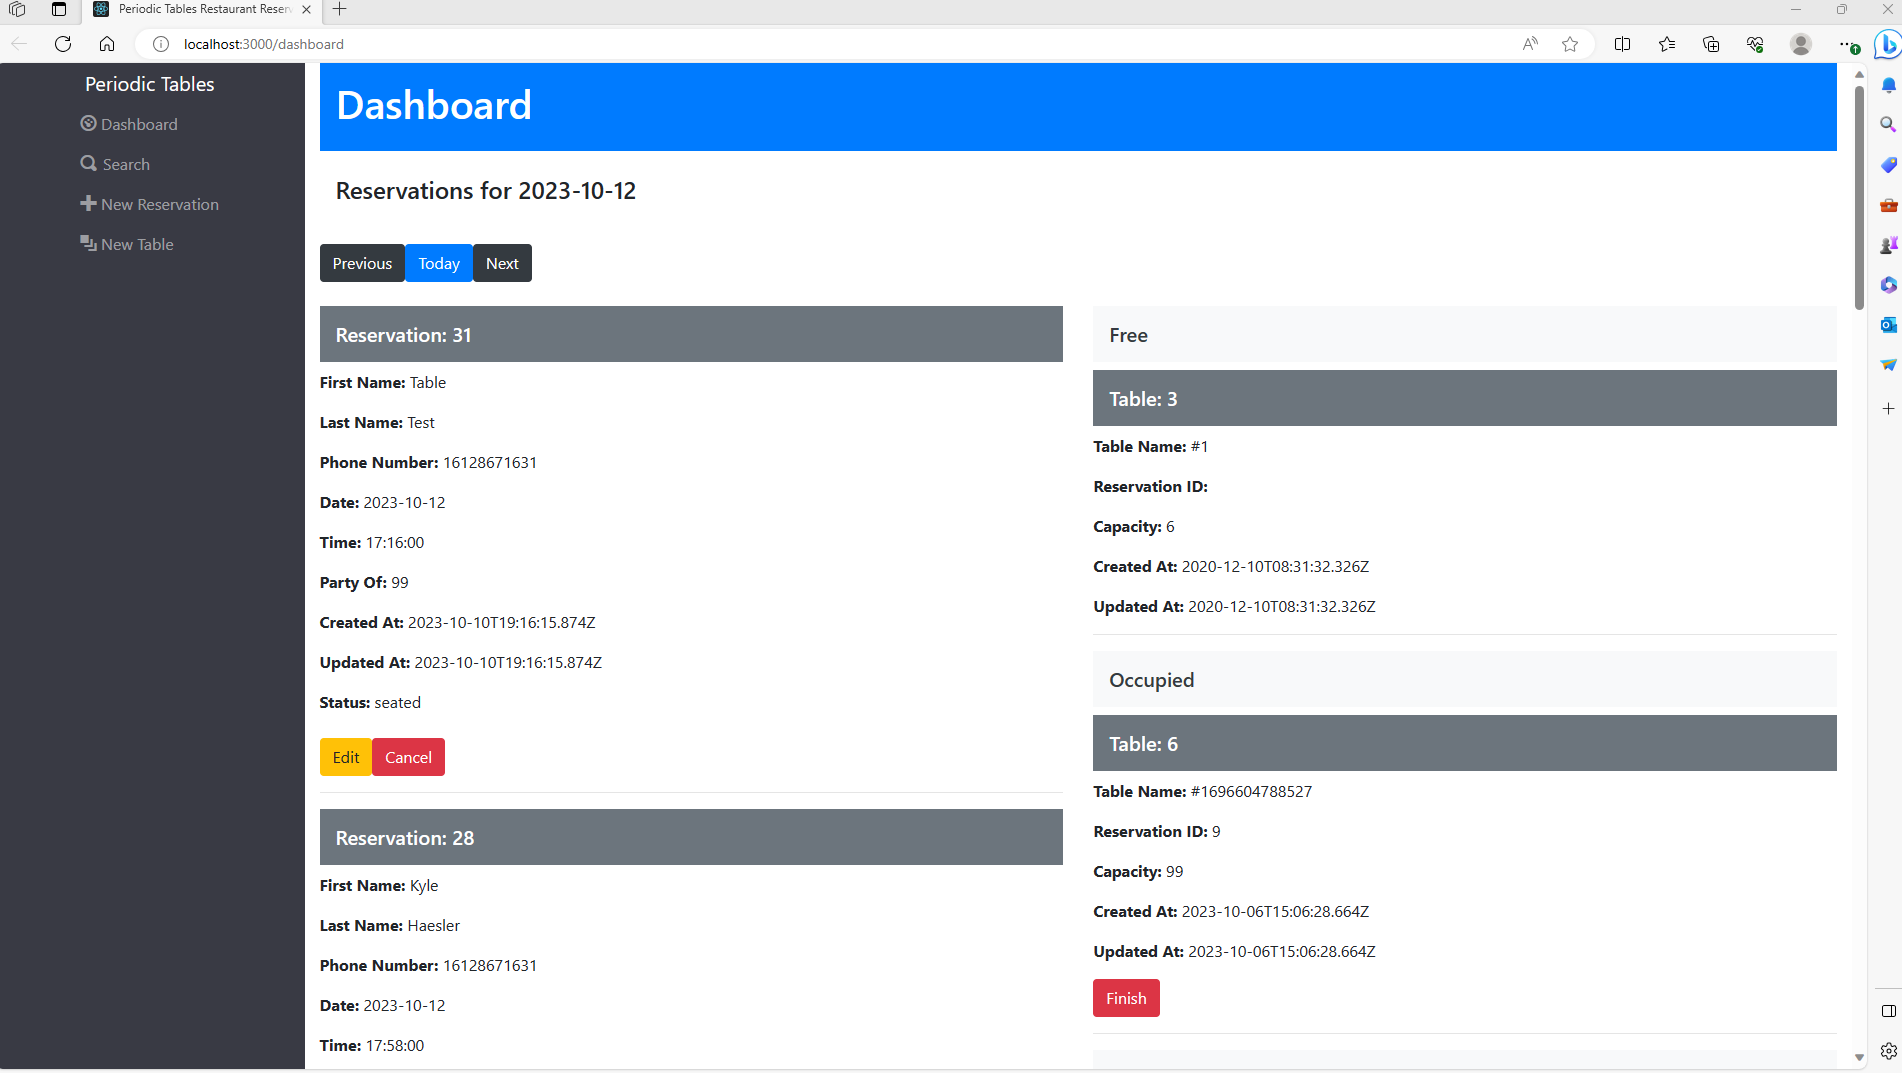 Periodic Tables Restaurant Reser
localhost:3000/dashboard
Periodic Tables
Dashboard
Search
New Reservation
New Table
Dashboard
Reservations for 2023-10-12
Previous Today Next
Reservation: 31
First Name: Table
Last Name: Test
Phone Number: 16128671631
Date: 2023-10-12
Time: 17:16:00
Party Of: 99
Created At: 2023-10-10T19:16:15.874Z
Updated At: 2023-10-10T19:16:15.874Z
Status: seated
Edit Cancel
Reservation: 28
First Name: Kyle
Last Name: Haesler
Phone Number: 16128671631
Date: 2023-10-12
Time: 17:58:00
Free
Table: 3
Table Name: #1
Reservation ID:
Capacity: 6
Created At: 2020-12-10T08:31:32.326Z
Updated At: 2020-12-10T08:31:32.326Z
Occupied
Table: 6
Table Name: #1696604788527
Reservation ID: 9
Capacity: 99
Created At: 2023-10-06T15:06:28.664Z
Updated At: 2023-10-06T15:06:28.664Z
Finish